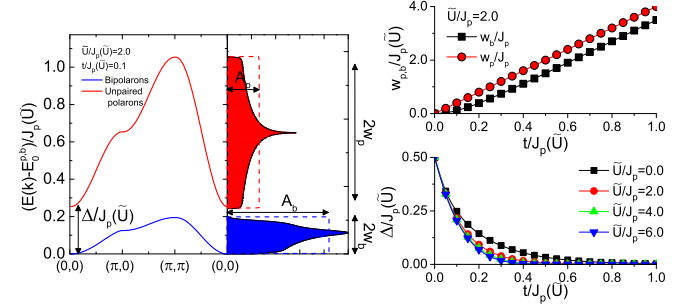 Ũ/J_p(Ũ)=2.0
t/J_p(Ũ)=0.1
Bipolarons
Unpaired
polarons
(E(k)-E_0^{p,b})/J_p(Ũ)
1.0
0.8
0.6
0.4
0.2
0.0
Δ/J_p(Ũ)
(0,0)
(π,0)
(π,π)
(0,0)
A_p
A_b
2w_p
2w_b
Ũ/J_p=2.0
w_b/J_p
w_p/J_p
w_{p,b}/J_p(Ũ)
4.0
2.0
0.0
0.0
0.2
0.4
0.6
0.8
1.0
t/J_p(Ũ)
Δ/J_p(Ũ)
0.50
0.25
0.00
Ũ/J_p=0.0
Ũ/J_p=2.0
Ũ/J_p=4.0
Ũ/J_p=6.0
0.0
0.2
0.4
0.6
0.8
1.0
t/J_p(Ũ)